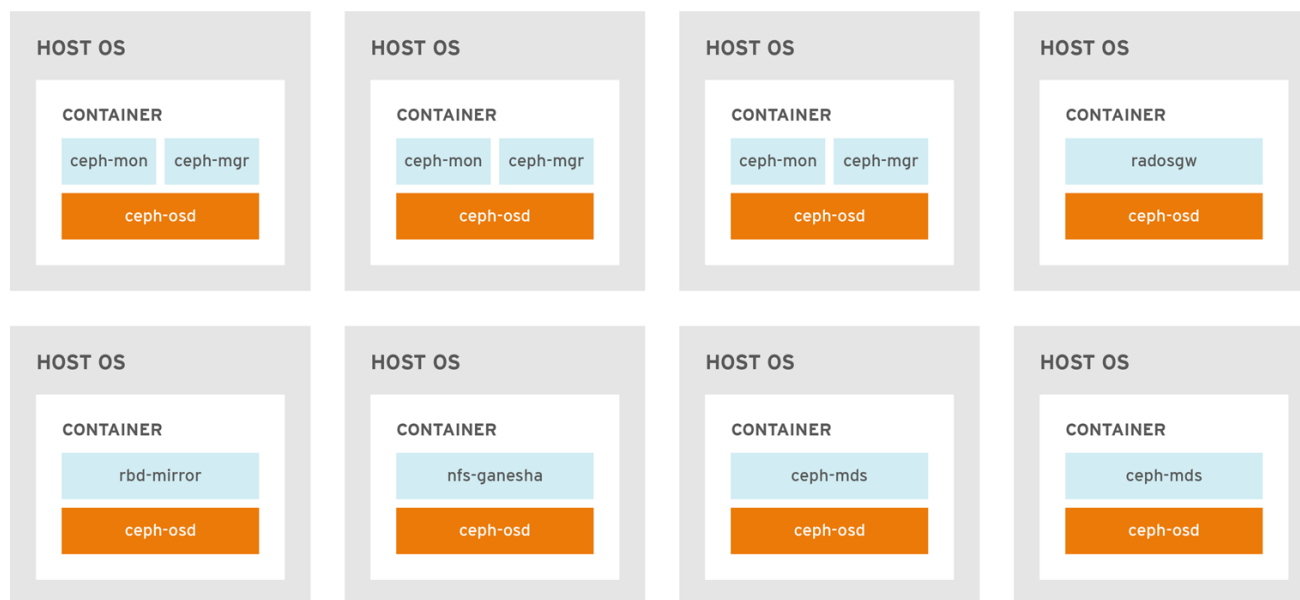 HOST OS
CONTAINER
ceph-mon ceph-mgr
ceph-osd
HOST OS
CONTAINER
ceph-mon ceph-mgr
ceph-osd
HOST OS
CONTAINER
ceph-mon ceph-mgr
ceph-osd
HOST OS
CONTAINER
radosgw
ceph-osd
HOST OS
CONTAINER
rbd-mirror
ceph-osd
HOST OS
CONTAINER
nfs-ganesha
ceph-osd
HOST OS
CONTAINER
ceph-mds
ceph-osd
HOST OS
CONTAINER
ceph-mds
ceph-osd